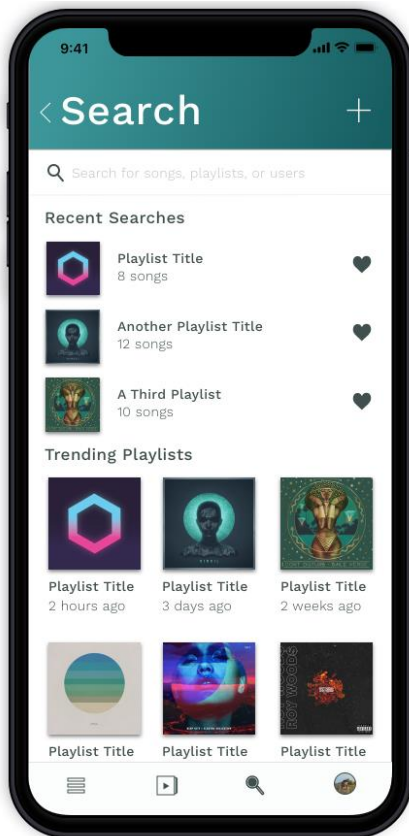 9:41
Search
Search for songs, playlists, or users
Recent Searches
Playlist Title
8 songs
Another Playlist Title
12 songs
A Third Playlist
10 songs
Trending Playlists
Playlist Title
Playlist Title
Playlist Title
2 hours ago
3 days ago
2 weeks ago
ROY WOODS
Playlist Title
Playlist Title
Playlist Title